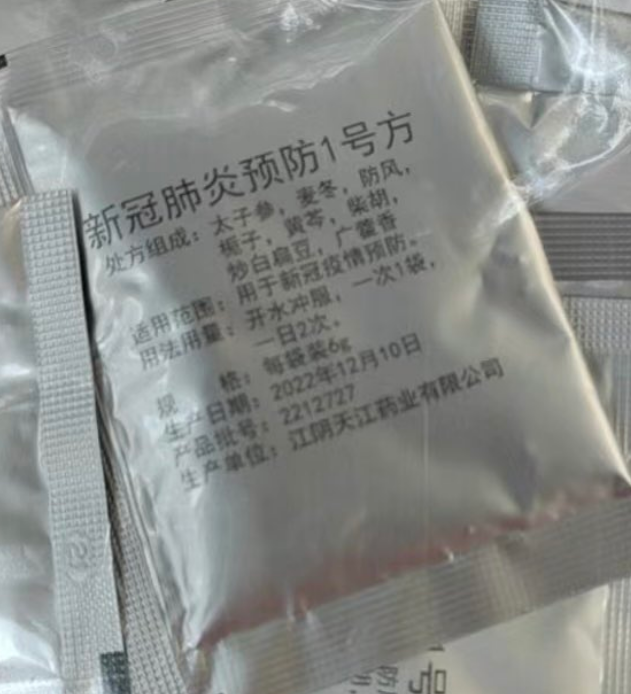 新冠肺炎预防1号方
处方组成：太子参，麦冬，防风，
栀子，黄芩，柴胡，
炒白扁豆，广藿香
适用范围：用于新冠疫情预防。
用法用量：开水冲服，一次1袋，
一日2次。
规 格：每袋装6g
生产日期：2022年12月10日
产品批号：2212727
生产单位：江阴天江药业有限公司
1号
防